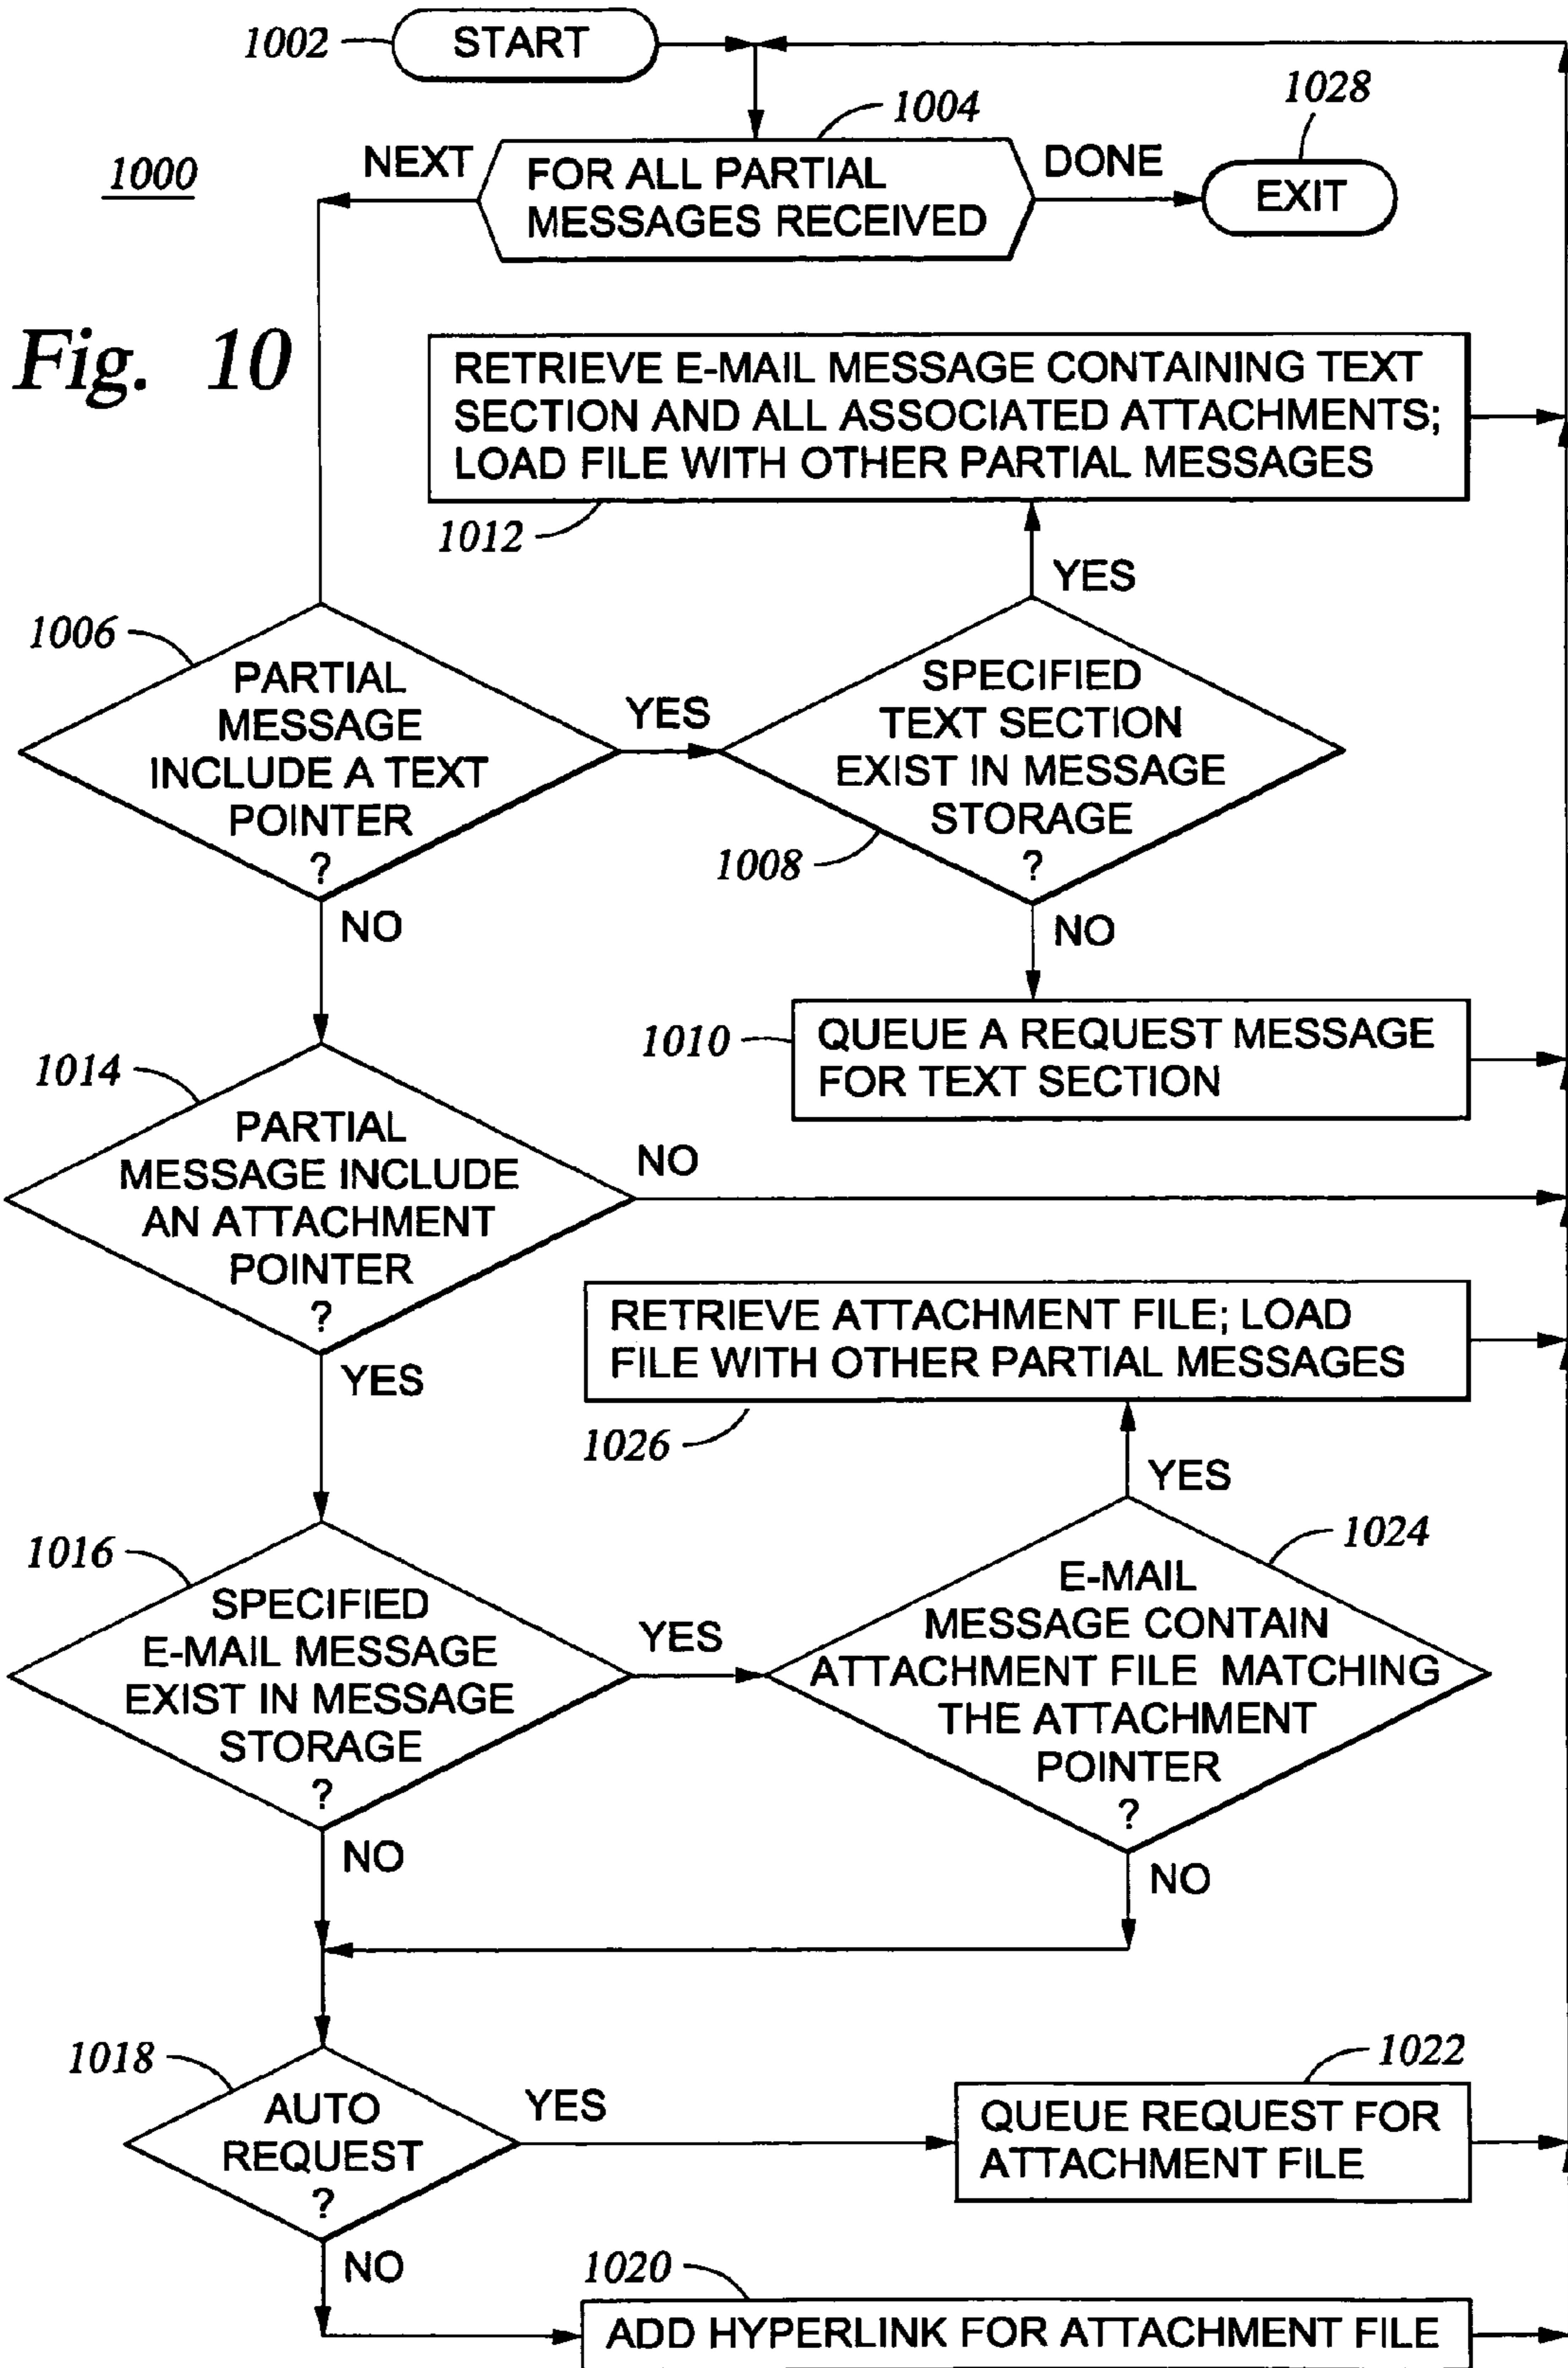 1002
START
1004
1028
1000
NEXT
FOR ALL PARTIAL
MESSAGES RECEIVED
DONE
EXIT
Fig. 10
RETRIEVE E-MAIL MESSAGE CONTAINING TEXT
SECTION AND ALL ASSOCIATED ATTACHMENTS;
LOAD FILE WITH OTHER PARTIAL MESSAGES
1012
YES
1006
PARTIAL
MESSAGE
INCLUDE A TEXT
POINTER
?
YES
SPECIFIED
TEXT SECTION
EXIST IN MESSAGE
STORAGE
?
1008
NO
NO
1010
QUEUE A REQUEST MESSAGE
FOR TEXT SECTION
1014
PARTIAL
MESSAGE INCLUDE
AN ATTACHMENT
POINTER
?
NO
YES
RETRIEVE ATTACHMENT FILE; LOAD
FILE WITH OTHER PARTIAL MESSAGES
1026
YES
1016
SPECIFIED
E-MAIL MESSAGE
EXIST IN MESSAGE
STORAGE
?
YES
1024
E-MAIL
MESSAGE CONTAIN
ATTACHMENT FILE MATCHING
THE ATTACHMENT
POINTER
?
NO
NO
1018
AUTO
REQUEST
?
YES
1022
QUEUE REQUEST FOR
ATTACHMENT FILE
NO
1020
ADD HYPERLINK FOR ATTACHMENT FILE